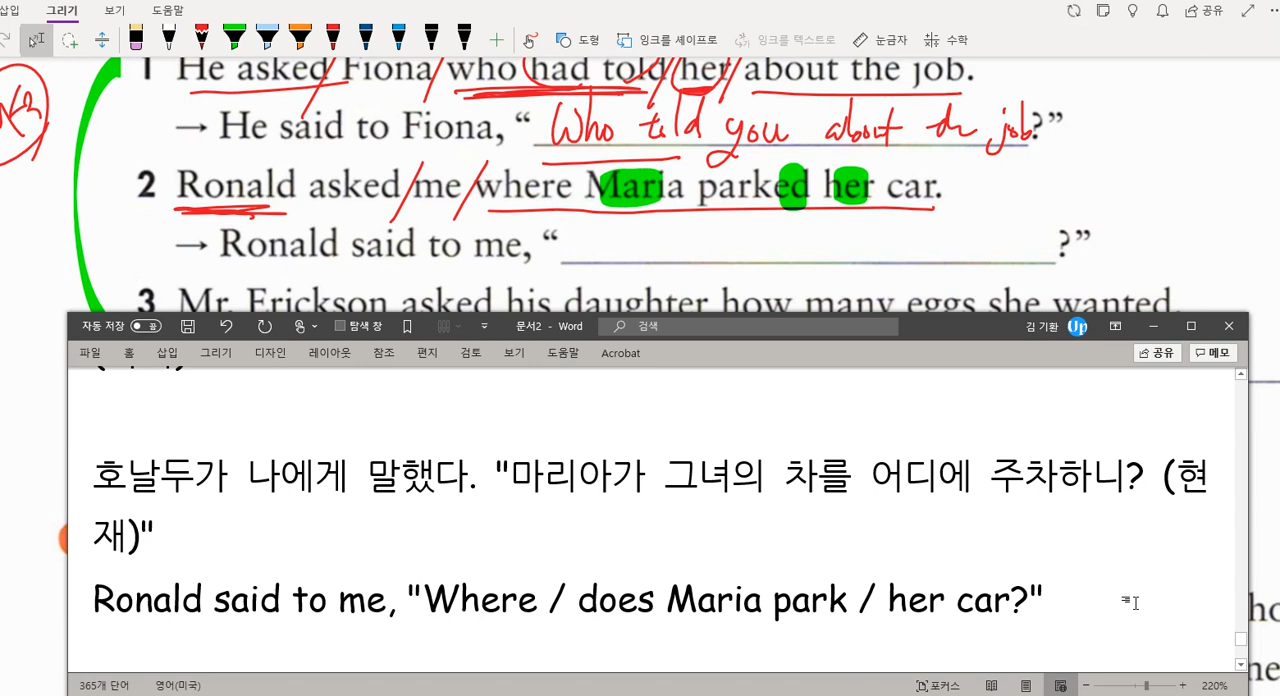 삽입 그리기 보기 도움말
공유
도형 잉크를 셰이프로 잉크를 텍스트로 눈금자 수학
1 He asked Fiona who had told her about the job.
→ He said to Fiona, “ Who told you about the job ?”
2 Ronald asked me where Maria parked her car.
→ Ronald said to me, “ ?”
3 Mr. Erickson asked his daughter how many eggs she wanted.
자동 저장 끔 탐색 창 문서2 - Word 검색 김 기환 Up
파일 홈 삽입 그리기 디자인 레이아웃 참조 편지 검토 보기 도움말 Acrobat 공유 메모
호날두가 나에게 말했다. "마리아가 그녀의 차를 어디에 주차하니? (현
재)"
Ronald said to me, "Where / does Maria park / her car?"
365개 단어 영어(미국) 포커스 220%